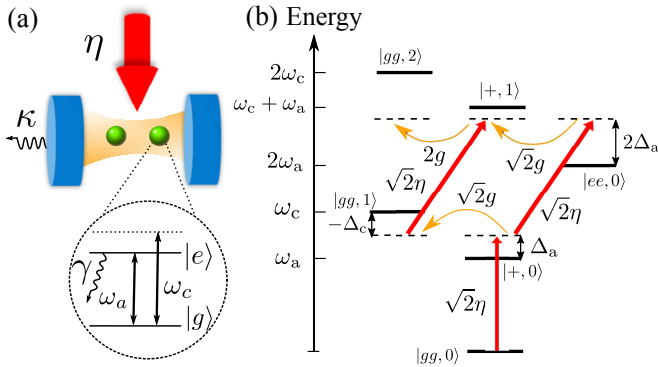 (a)
η
κ
γ
|e⟩
ω_a
ω_c
|g⟩
(b) Energy
|gg, 2⟩
2ω_c
|+, 1⟩
ω_c + ω_a
2Δ_a
2g
√2g
2ω_a
√2η
|ee, 0⟩
|gg, 1⟩
√2g
√2η
ω_c
-Δ_c
Δ_a
ω_a
|+, 0⟩
√2η
|gg, 0⟩